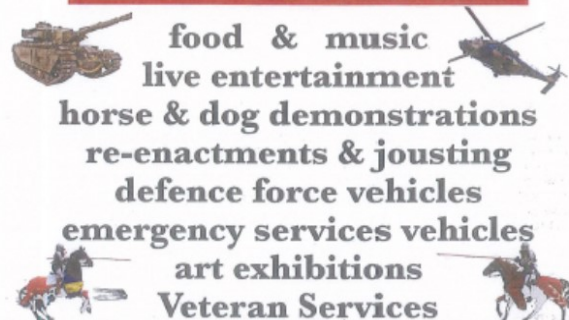 food & music
live entertainment
horse & dog demonstrations
re-enactments & jousting
defence force vehicles
emergency services vehicles
art exhibitions
Veteran Services